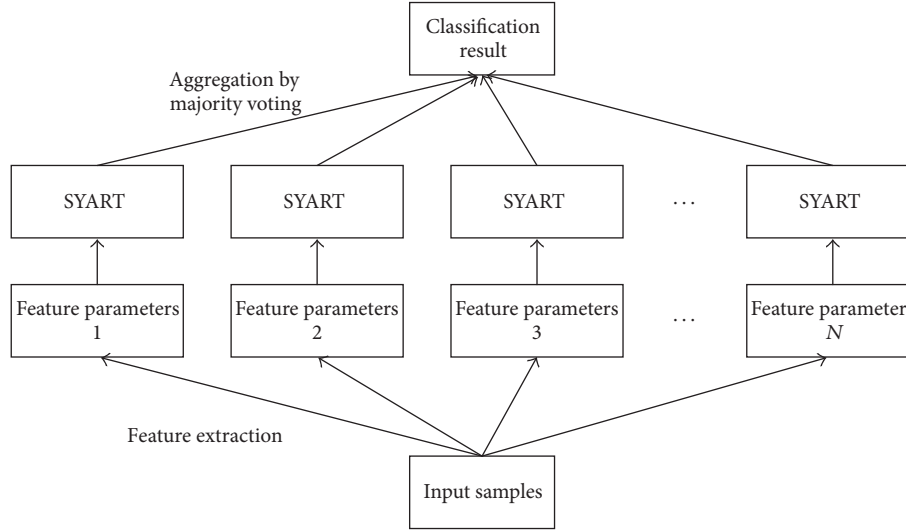 Classification
result
Aggregation by
majority voting
SYART
SYART
SYART
...
SYART
Feature parameters
1
Feature parameters
2
Feature parameters
3
...
Feature parameter
N
Feature extraction
Input samples